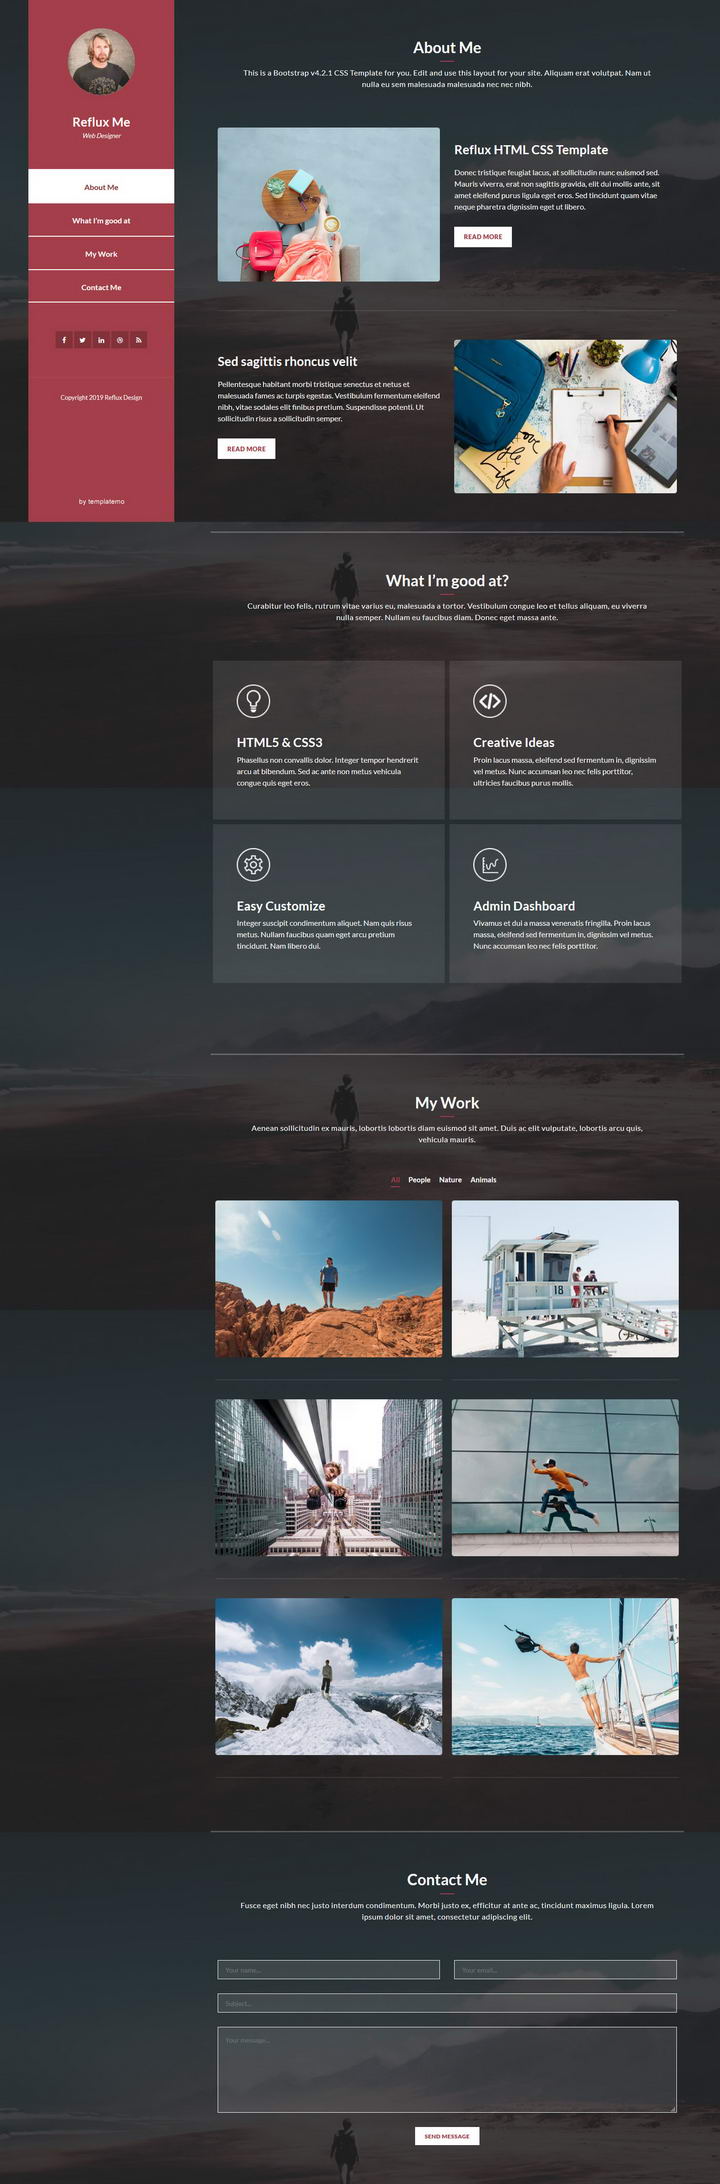 Reflux Me
Web Designer
About Me
What I'm good at
My Work
Contact Me
Copyright 2019 Reflux Design
by templatemo
About Me
This is a Bootstrap v4.2.1 CSS Template for you. Edit and use this layout for your site. Aliquam erat volutpat. Nam ut
nulla eu sem malesuada malesuada nec nec nibh.
Reflux HTML CSS Template
Donec tristique feugiat lacus, at sollicitudin nunc euismod sed.
Mauris viverra, erat non sagittis gravida, elit dui mollis ante, sit
amet eleifend purus ligula eget eros. Sed tincidunt quam vitae
neque pharetra dignissim eget ut libero.
READ MORE
Sed sagittis rhoncus velit
Pellentesque habitant morbi tristique senectus et netus et
malesuada fames ac turpis egestas. Vestibulum fermentum eleifend
nibh, vitae sodales elit finibus pretium. Suspendisse potenti. Ut
sollicitudin risus a sollicitudin semper.
READ MORE
Love
Life
What I'm good at?
Curabitur leo felis, rutrum vitae varius eu, malesuada a tortor. Vestibulum congue leo et tellus aliquam, eu viverra
nulla semper. Nullam eu faucibus diam. Donec eget massa ante.
HTML5 & CSS3
Phasellus non convallis dolor. Integer tempor hendrerit
arcu at bibendum. Sed ac ante non metus vehicula
congue quis eget eros.
Creative Ideas
Proin lacus massa, eleifend sed fermentum in, dignissim
vel metus. Nunc accumsan leo nec felis porttitor,
ultricies faucibus purus mollis.
Easy Customize
Integer suscipit condimentum aliquet. Nam quis risus
metus. Nullam faucibus quam eget arcu pretium
tincidunt. Nam libero dui.
Admin Dashboard
Vivamus et dui a massa venenatis fringilla. Proin lacus
massa, eleifend sed fermentum in, dignissim vel metus.
Nunc accumsan leo nec felis porttitor.
My Work
Aenean sollicitudin ex mauris, lobortis lobortis diam euismod sit amet. Duis ac elit vulputate, lobortis arcu quis,
vehicula mauris.
All People Nature Animals
18
Contact Me
Fusce eget nibh nec justo interdum condimentum. Morbi justo ex, efficitur at ante ac, tincidunt maximus ligula. Lorem
ipsum dolor sit amet, consectetur adipiscing elit.
Your name...
Your email...
Subject...
Your message...
SEND MESSAGE